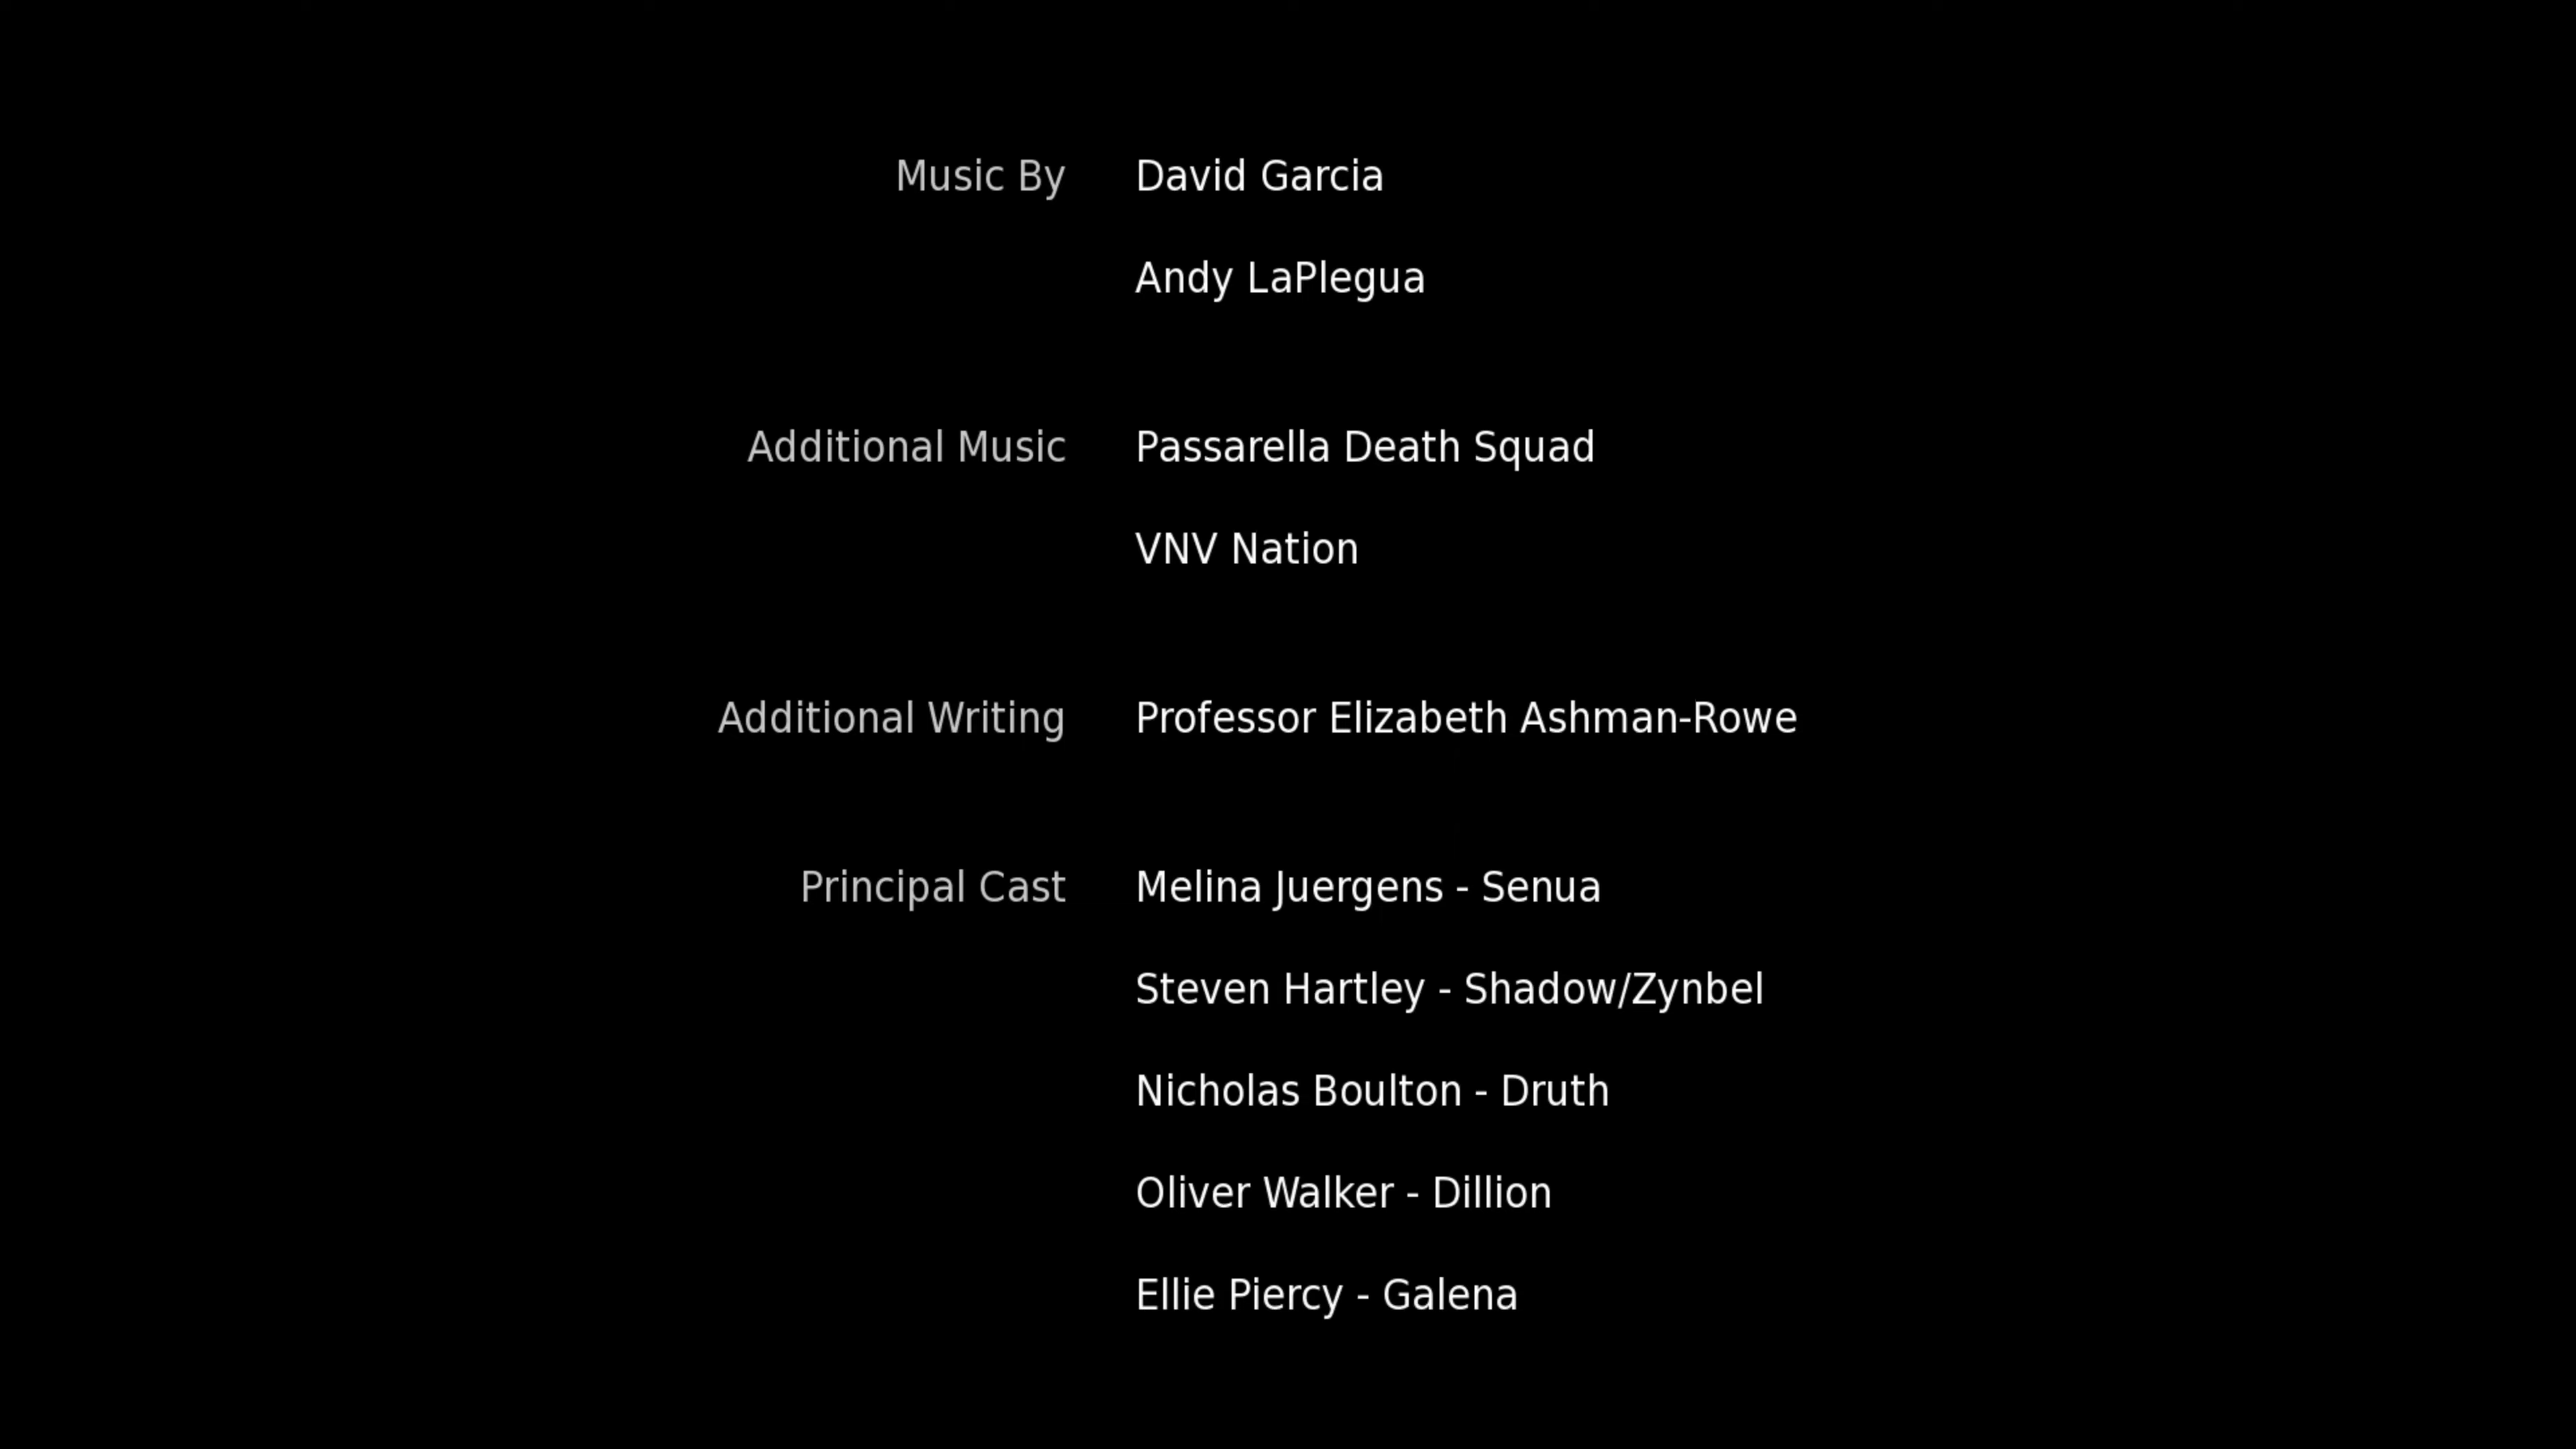 Music By David Garcia
Andy LaPlegua
Additional Music Passarella Death Squad
VNV Nation
Additional Writing Professor Elizabeth Ashman-Rowe
Principal Cast Melina Juergens - Senua
Steven Hartley - Shadow/Zynbel
Nicholas Boulton - Druth
Oliver Walker - Dillion
Ellie Piercy - Galena